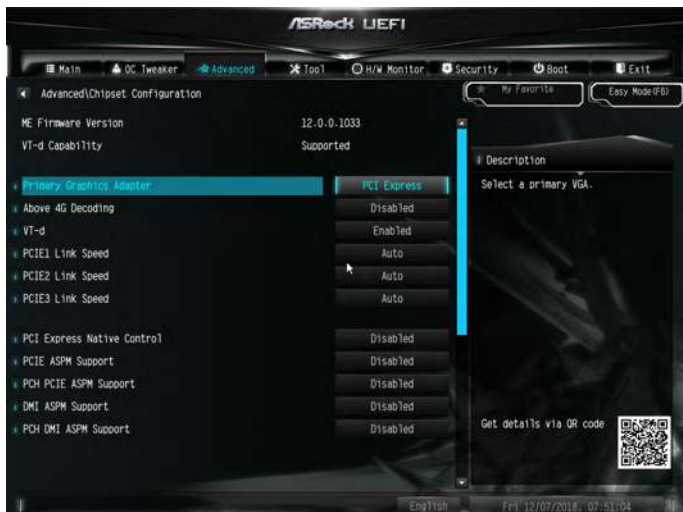 ASRock UEFI
Main OC Tweaker Advanced Tool H/W Monitor Security Boot Exit
Advanced\Chipset Configuration
My Favorite
Easy Mode(F6)
ME Firmware Version 12.0.0.1033
VT-d Capability Supported
Primary Graphics Adapter PCI Express
Above 4G Decoding Disabled
VT-d Enabled
PCIE1 Link Speed Auto
PCIE2 Link Speed Auto
PCIE3 Link Speed Auto
PCI Express Native Control Disabled
PCIE ASPM Support Disabled
PCH PCIE ASPM Support Disabled
DMI ASPM Support Disabled
PCH DMI ASPM Support Disabled
Description
Select a primary VGA.
Get details via QR code
English
Fri 12/07/2018. 07:51:04